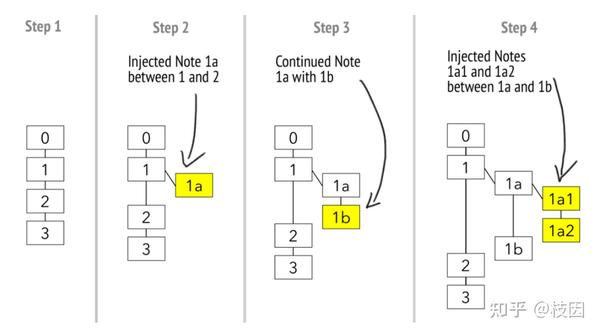 Step 1
Step 2
Step 3
Step 4
Injected Note 1a
between 1 and 2
Continued Note
1a with 1b
Injected Notes
1a1 and 1a2
between 1a and 1b
0
1
2
3
0
1
1a
2
3
0
1
1a
1b
2
3
0
1
1a
1a1
1a2
1b
2
3
知乎 @枝因